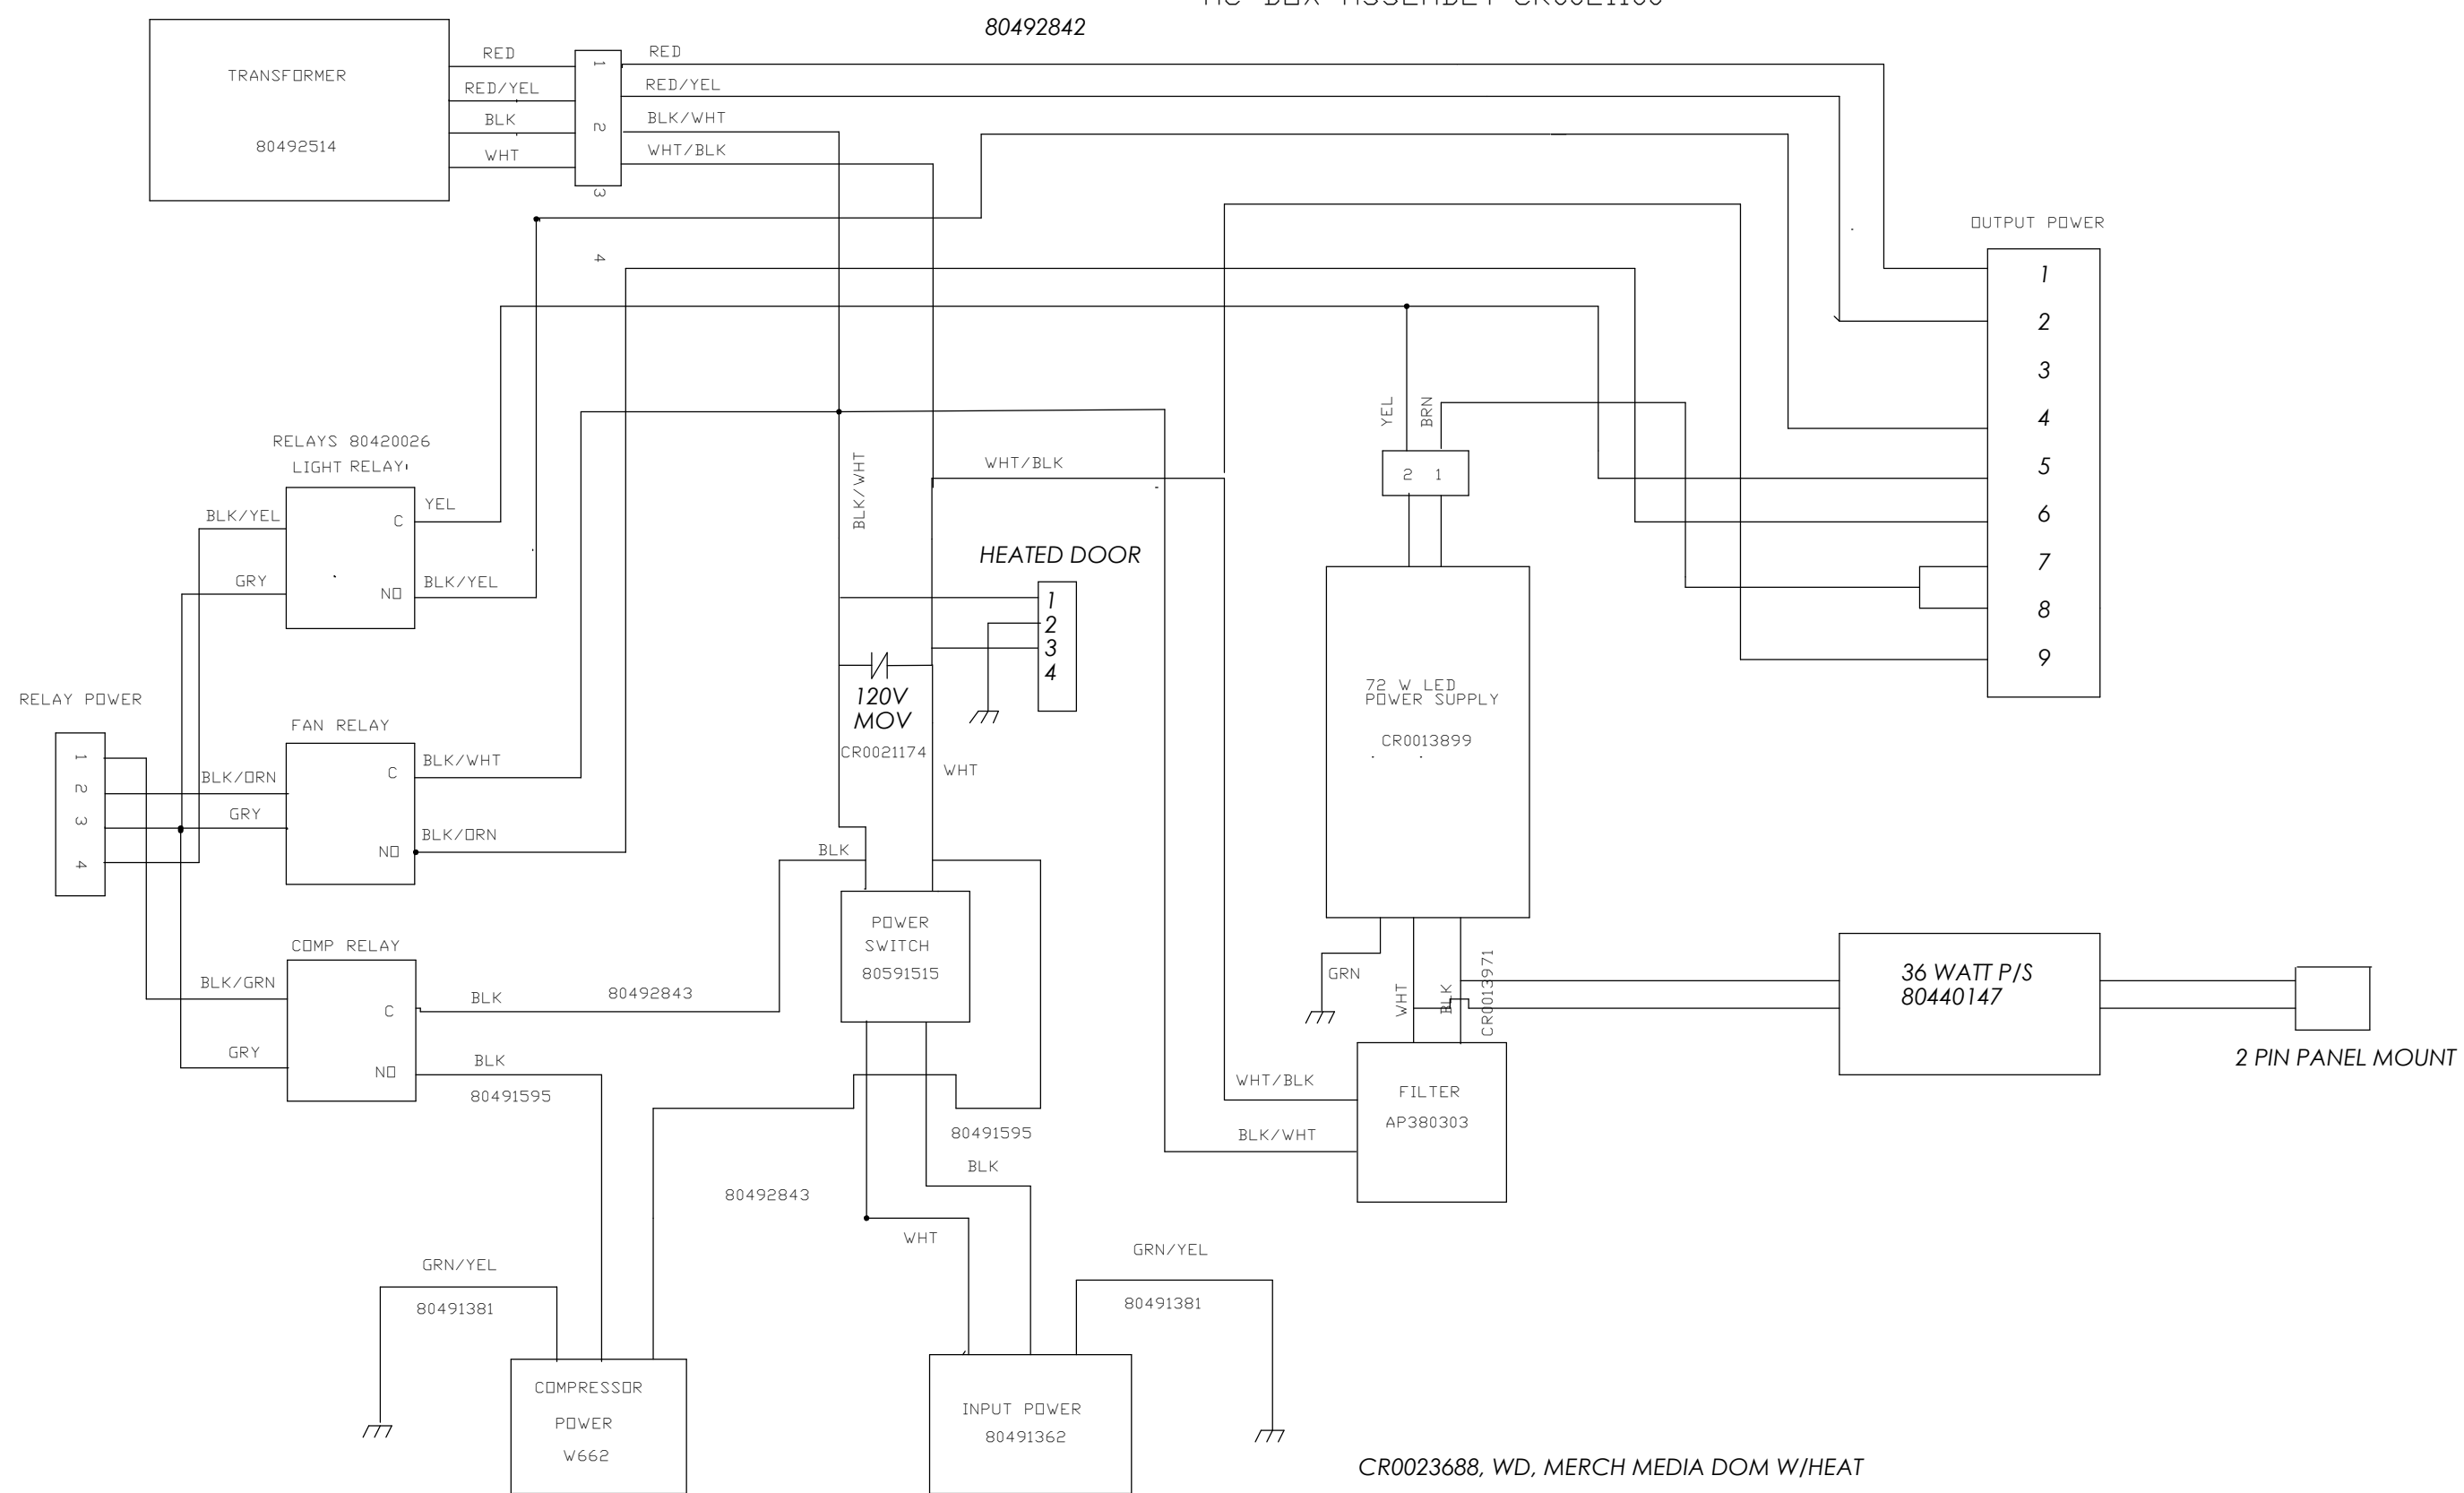 AC BOX ASSEMBLY CR0021160
80492842
TRANSFORMER
80492514
RED
RED/YEL
BLK
WHT
1
2
3
4
RED
RED/YEL
BLK/WHT
WHT/BLK
OUTPUT POWER
1
2
3
4
5
6
7
8
9
RELAYS 80420026
LIGHT RELAY
BLK/YEL
GRY
C
NO
YEL
BLK/YEL
BLK/WHT
WHT/BLK
YEL
BRN
2 1
HEATED DOOR
1
2
3
4
120V
MOV
CR0021174
WHT
72 W LED
POWER SUPPLY
CR0013899
RELAY POWER
1
2
3
4
FAN RELAY
BLK/ORN
GRY
C
NO
BLK/WHT
BLK/ORN
BLK
POWER
SWITCH
80591515
COMP RELAY
BLK/GRN
GRY
C
NO
BLK
80492843
BLK
80491595
GRN
WHT
BLK
CR0013971
36 WATT P/S
80440147
2 PIN PANEL MOUNT
WHT/BLK
BLK/WHT
FILTER
AP380303
80491595
BLK
80492843
WHT
GRN/YEL
80491381
GRN/YEL
80491381
COMPRESSOR
POWER
W662
INPUT POWER
80491362
CR0023688, WD, MERCH MEDIA DOM W/HEAT